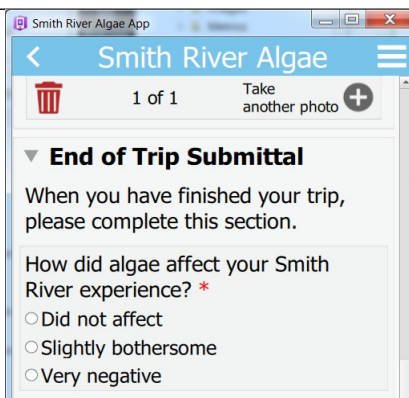 Smith River Algae App
Smith River Algae
1 of 1
Take
another photo
End of Trip Submittal
When you have finished your trip,
please complete this section.
How did algae affect your Smith
River experience? *
Did not affect
Slightly bothersome
Very negative